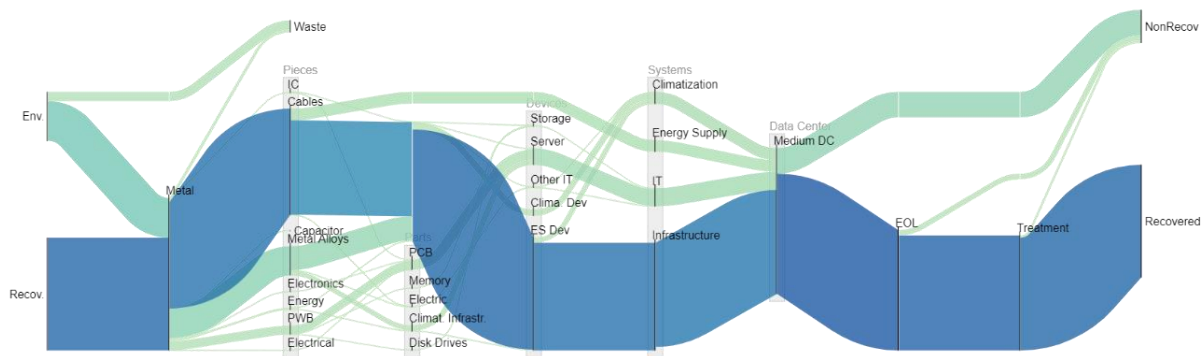 Waste
NonRecov
Pieces
IC
Cables
Systems
Climatization
Env.
Devices
Storage
Server
Energy Supply
Data Center
Medium DC
Metal
Other IT
IT
Clima. Dev
Capacitor
Metal Alloys
Parts
PCB
ES Dev
Infrastructure
EOL
Treatment
Recovered
Recov.
Electronics
Memory
Energy
Electric
PWB
Climat. Infrastr.
Electrical
Disk Drives